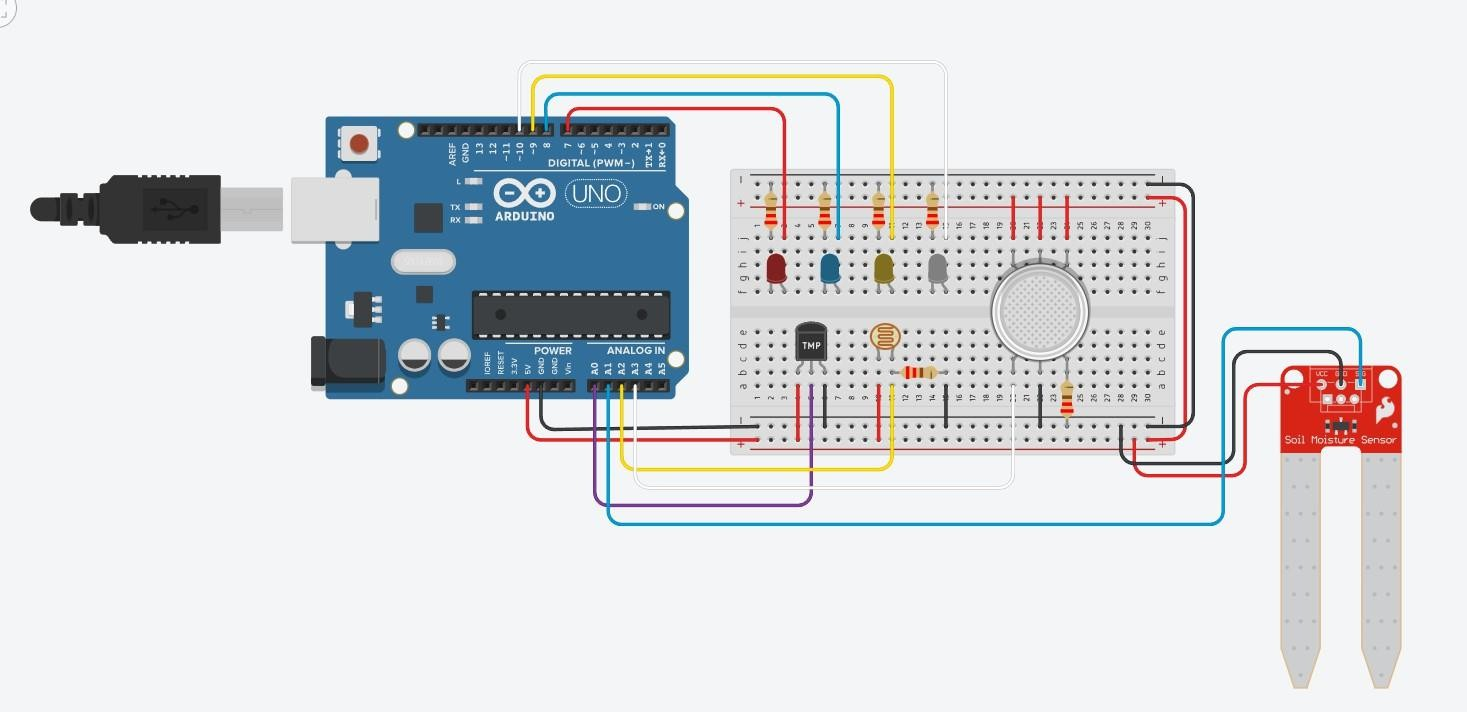 AREF
GND
13
12
~11
~10
~9
8
7
~6
~5
4
~3
2
TX→1
RX←0
DIGITAL (PWM~)
L
TX
RX
UNO
ON
ARDUINO
POWER
ANALOG IN
IOREF
RESET
3.3V
5V
GND
GND
Vin
A0
A1
A2
A3
A4
A5
- -
+ +
j j
i i
h h
g g
f f
TMP
e e
d d
c c
b b
a a
- -
+ +
VCC GND SIG
Soil Moisture Sensor